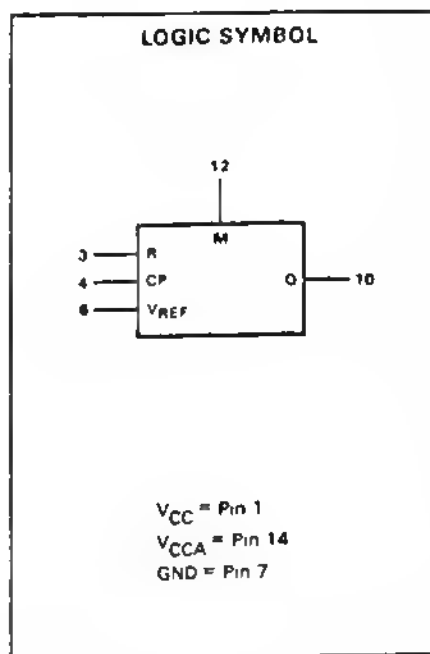 LOGIC SYMBOL
12
M
3 R
4 CP
6 VREF
Q 10
VCC = Pin 1
VCCA = Pin 14
GND = Pin 7